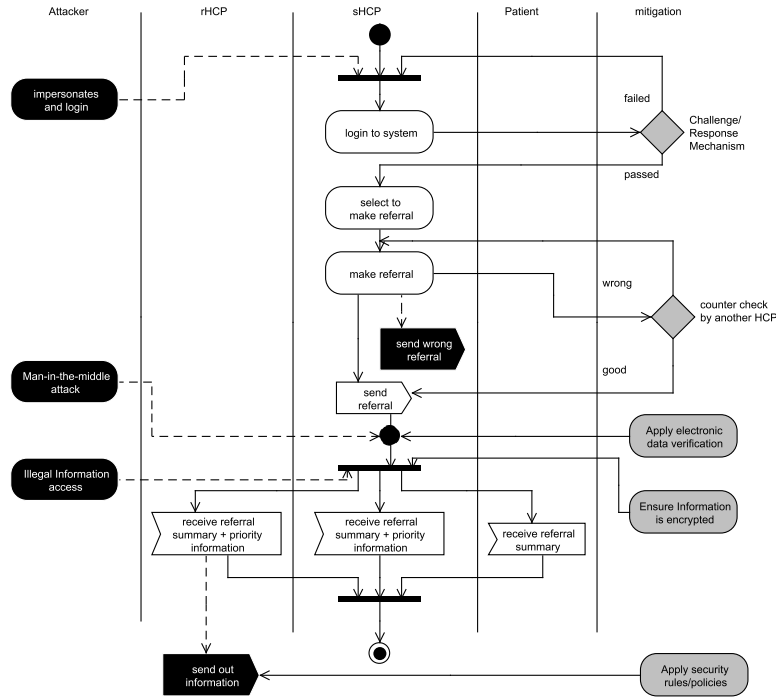 Attacker
rHCP
sHCP
Patient
mitigation
impersonates
and login
failed
login to system
Challenge/
Response
Mechanism
passed
select to
make referral
make referral
wrong
counter check
by another HCP
send wrong
referral
good
Man-in-the-middle
attack
send
referral
Apply electronic
data verification
Illegal Information
access
Ensure Information
is encrypted
receive referral
summary + priority
information
receive referral
summary + priority
information
receive referral
summary
send out
information
Apply security
rules/policies